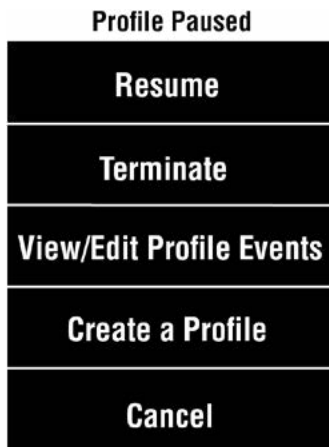 Profile Paused
Resume
Terminate
View/Edit Profile Events
Create a Profile
Cancel